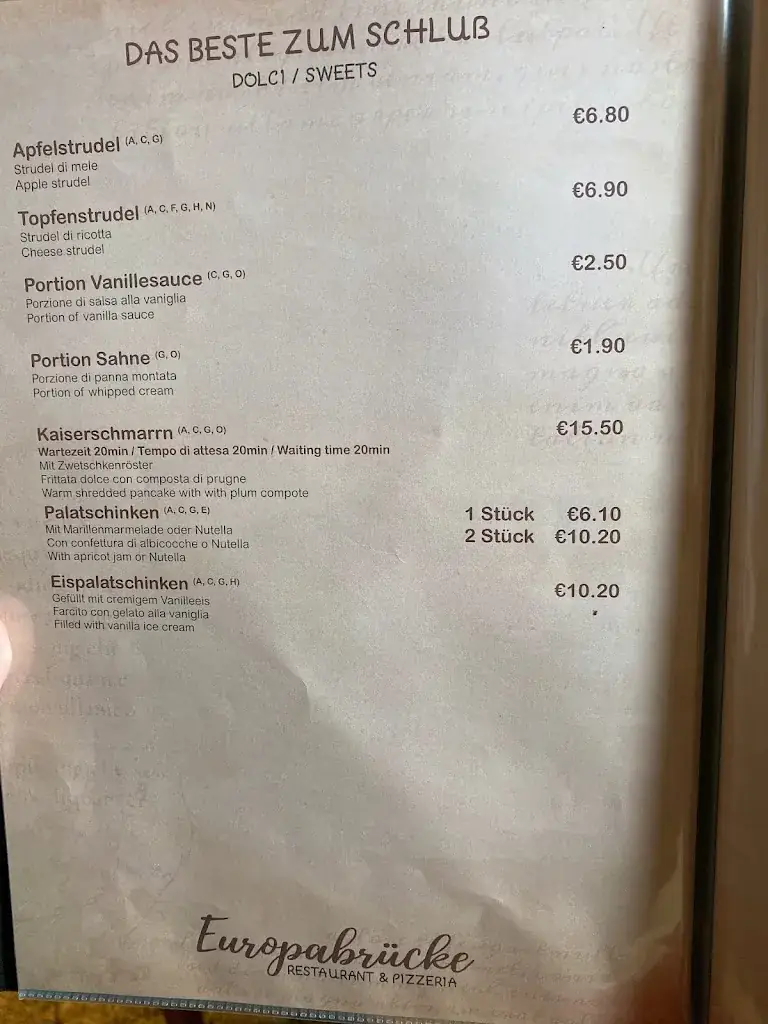 DAS BESTE ZUM SCHLUß
DOLCI / SWEETS
Apfelstrudel (A, C, G) €6.80
Strudel di mele
Apple strudel
Topfenstrudel (A, C, F, G, H, N) €6.90
Strudel di ricotta
Cheese strudel
Portion Vanillesauce (C, G, O) €2.50
Porzione di salsa alla vaniglia
Portion of vanilla sauce
Portion Sahne (G, O) €1.90
Porzione di panna montata
Portion of whipped cream
Kaiserschmarrn (A, C, G, O) €15.50
Wartezeit 20min / Tempo di attesa 20min / Waiting time 20min
Mit Zwetschkenröster
Frittata dolce con composta di prugne
Warm shredded pancake with with plum compote
Palatschinken (A, C, G, E) 1 Stück €6.10
Mit Marillenmarmelade oder Nutella 2 Stück €10.20
Con confettura di albicocche o Nutella
With apricot jam or Nutella
Eispalatschinken (A, C, G, H) €10.20
Gefüllt mit cremigem Vanilleeis
Farcito con gelato alla vaniglia
Filled with vanilla ice cream
Europabrücke
RESTAURANT & PIZZERIA